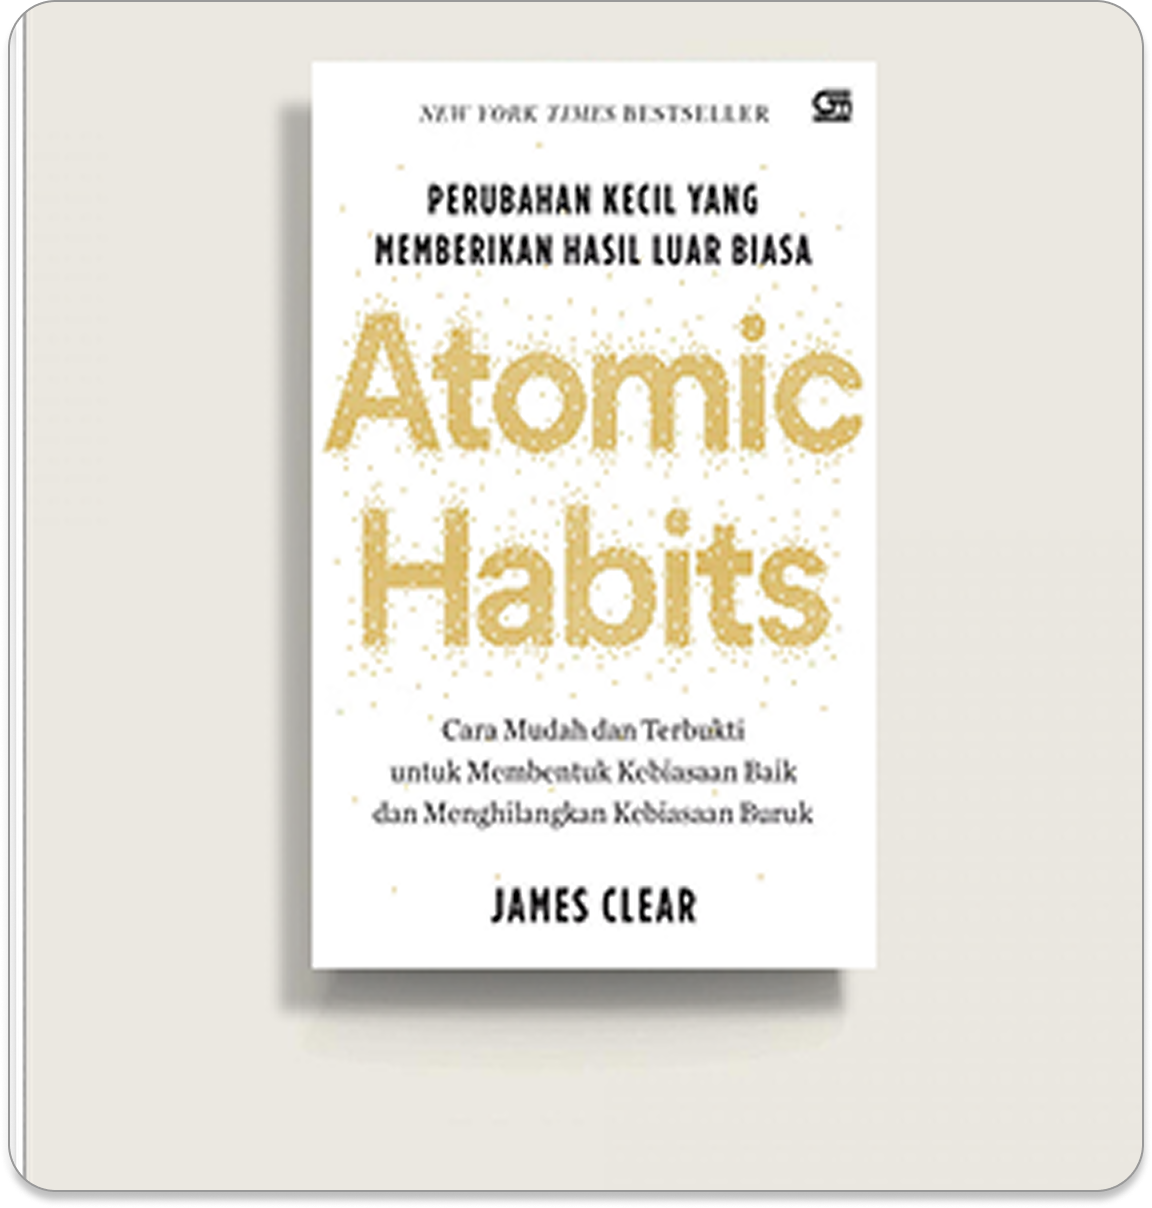 NEW YORK TIMES BESTSELLER
PERUBAHAN KECIL YANG
MEMBERIKAN HASIL LUAR BIASA
Atomic
Habits
Cara Mudah dan Terbukti
untuk Membentuk Kebiasaan Baik
dan Menghilangkan Kebiasaan Buruk
JAMES CLEAR